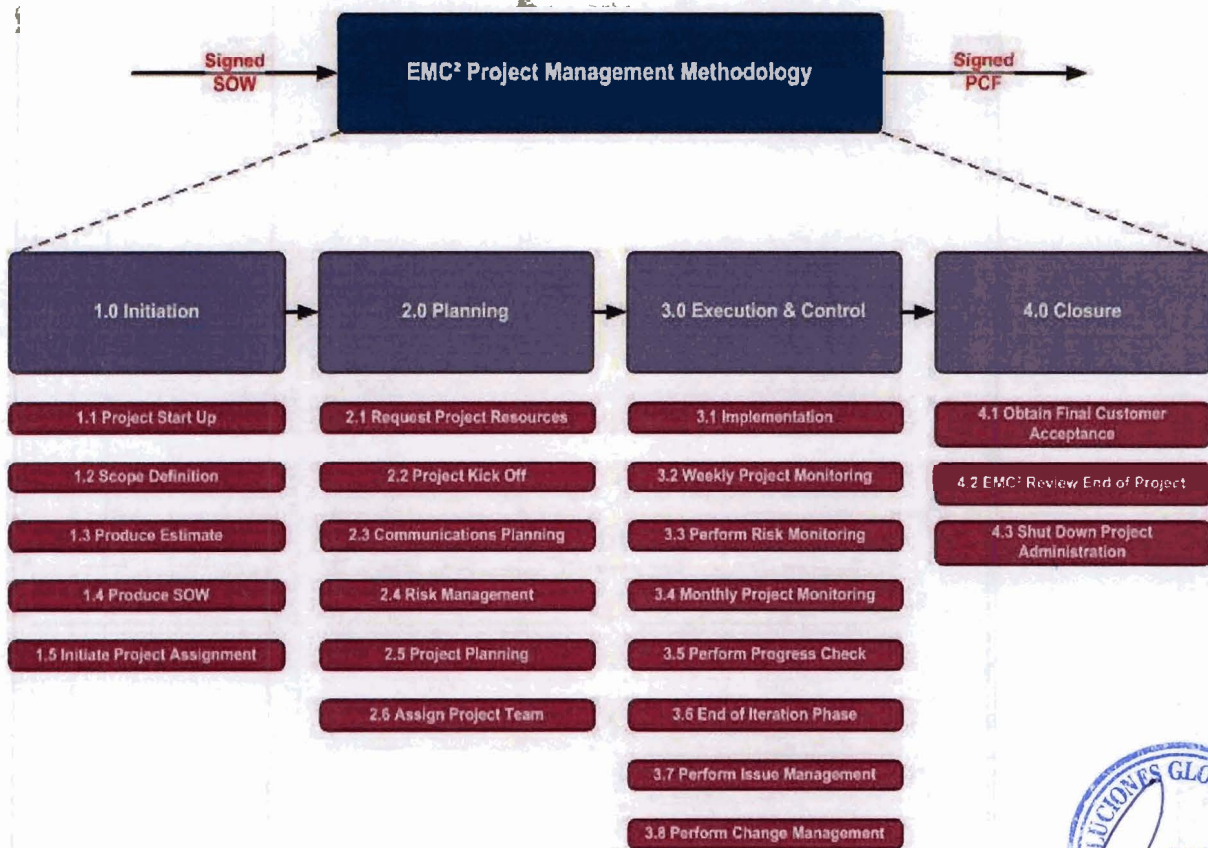 Signed
SOW
EMC² Project Management Methodology
Signed
PCF
1.0 Initiation
2.0 Planning
3.0 Execution & Control
4.0 Closure
1.1 Project Start Up
1.2 Scope Definition
1.3 Produce Estimate
1.4 Produce SOW
1.5 Initiate Project Assignment
2.1 Request Project Resources
2.2 Project Kick Off
2.3 Communications Planning
2.4 Risk Management
2.5 Project Planning
2.6 Assign Project Team
3.1 Implementation
3.2 Weekly Project Monitoring
3.3 Perform Risk Monitoring
3.4 Monthly Project Monitoring
3.5 Perform Progress Check
3.6 End of Iteration Phase
3.7 Perform Issue Management
3.8 Perform Change Management
4.1 Obtain Final Customer
Acceptance
4.2 EMC² Review End of Project
4.3 Shut Down Project
Administration
LUCIONES GLO